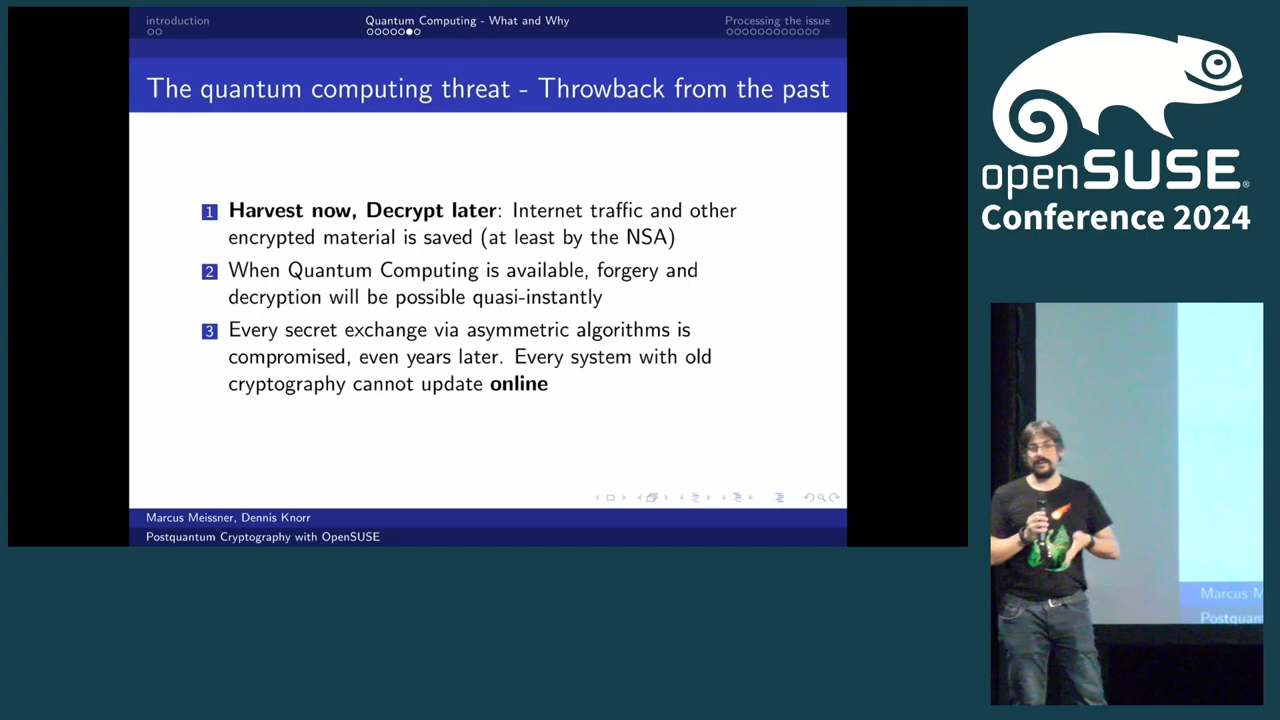 introduction
Quantum Computing - What and Why
Processing the issue
The quantum computing threat - Throwback from the past
1 Harvest now, Decrypt later: Internet traffic and other
encrypted material is saved (at least by the NSA)
2 When Quantum Computing is available, forgery and
decryption will be possible quasi-instantly
3 Every secret exchange via asymmetric algorithms is
compromised, even years later. Every system with old
cryptography cannot update online
Marcus Meissner, Dennis Knorr
Postquantum Cryptography with OpenSUSE
openSUSE®
Conference 2024
Marcus M
Postquan